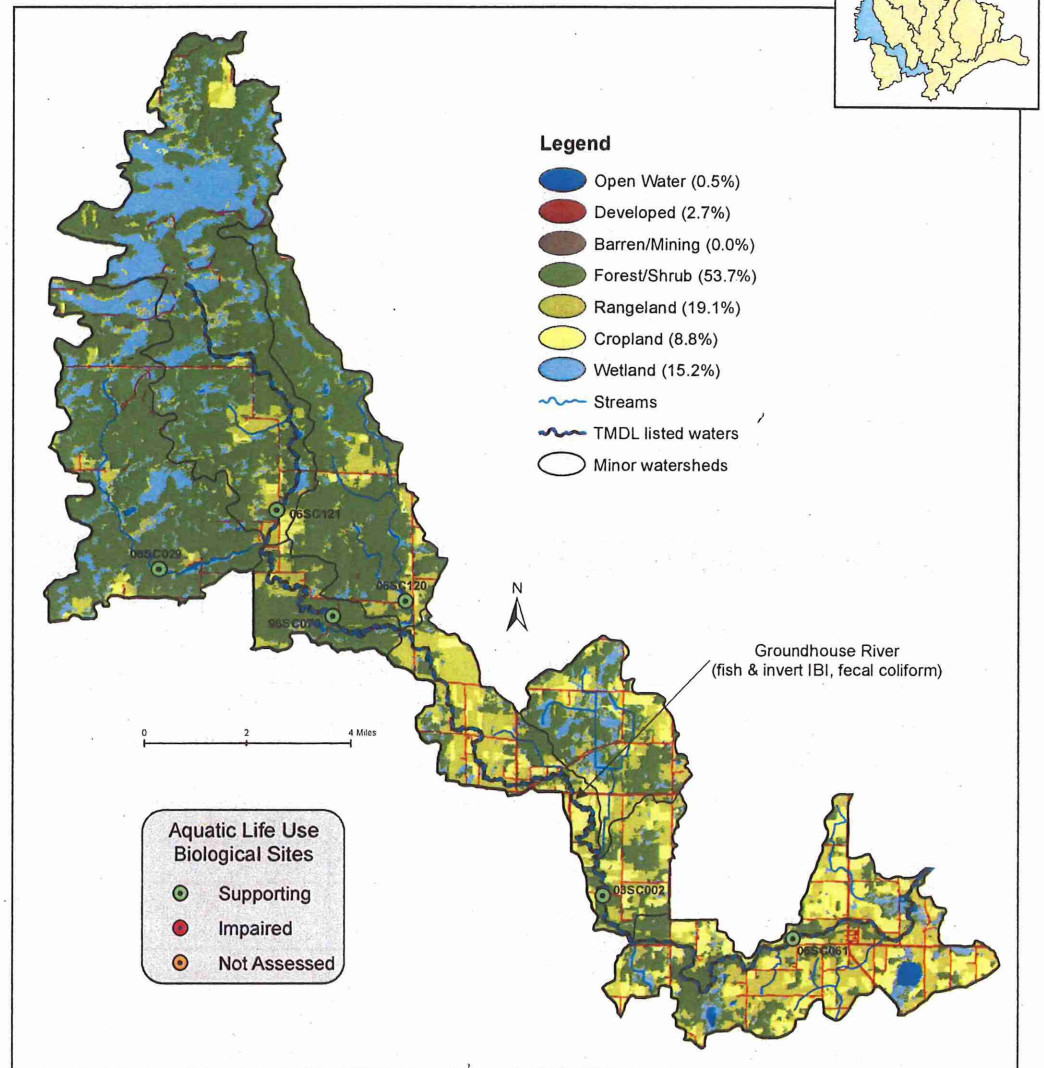 Legend
Open Water (0.5%)
Developed (2.7%)
Barren/Mining (0.0%)
Forest/Shrub (53.7%)
Rangeland (19.1%)
Cropland (8.8%)
Wetland (15.2%)
Streams
TMDL listed waters
Minor watersheds
06SC121
06SC029
06SC120
N
Groundhouse River
(fish & invert IBI, fecal coliform)
0 2 4 Miles
Aquatic Life Use
Biological Sites
Supporting
Impaired
Not Assessed
03SC002
06SC061